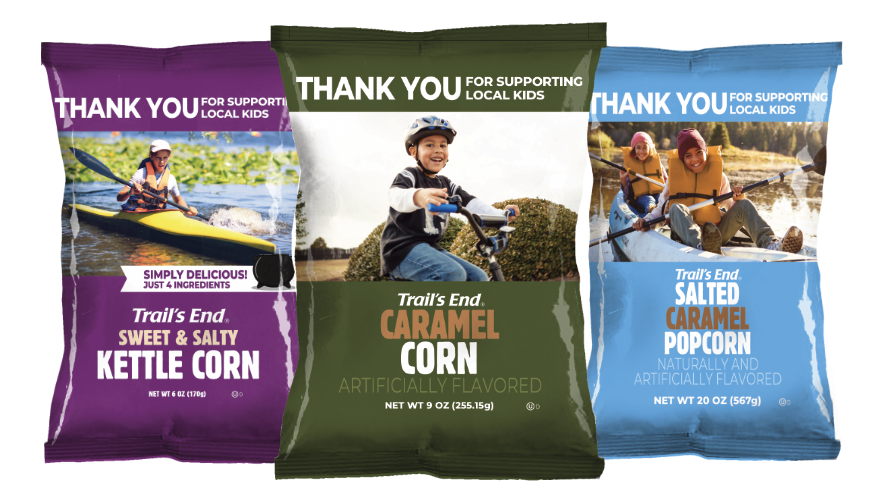 THANK YOU FOR SUPPORTI
LOCAL KIDS
SIMPLY DELICIOUS!
JUST 4 INGREDIENTS
Trail's End®
SWEET & SALTY
KETTLE CORN
NET WT 6 OZ (170g)
U D
THANK YOU FOR SUPPORTING
LOCAL KIDS
Trail's End®
CARAMEL
CORN
ARTIFICIALLY FLAVORED
NET WT 9 OZ (255.15g)
U D
THANK YOU FOR SUPPORTING
LOCAL KIDS
Trail's End®
SALTED
CARAMEL
POPCORN
NATURALLY AND
ARTIFICIALLY FLAVORED
NET WT 20 OZ (567g)
U D